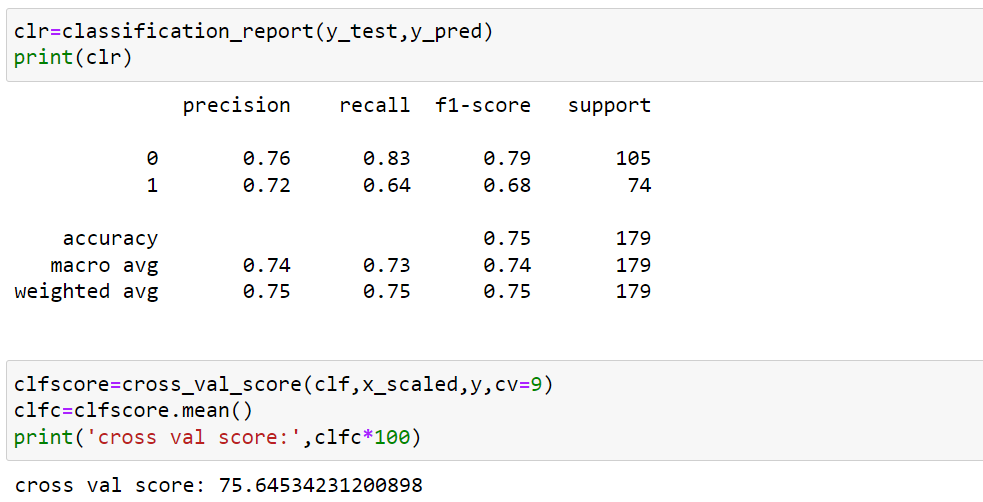 clr=classification_report(y_test,y_pred)
print(clr)
precision recall f1-score support
0 0.76 0.83 0.79 105
1 0.72 0.64 0.68 74
accuracy 0.75 179
macro avg 0.74 0.73 0.74 179
weighted avg 0.75 0.75 0.75 179
clfscore=cross_val_score(clf,x_scaled,y,cv=9)
clfc=clfscore.mean()
print('cross val score:',clfc*100)
cross val score: 75.64534231200898